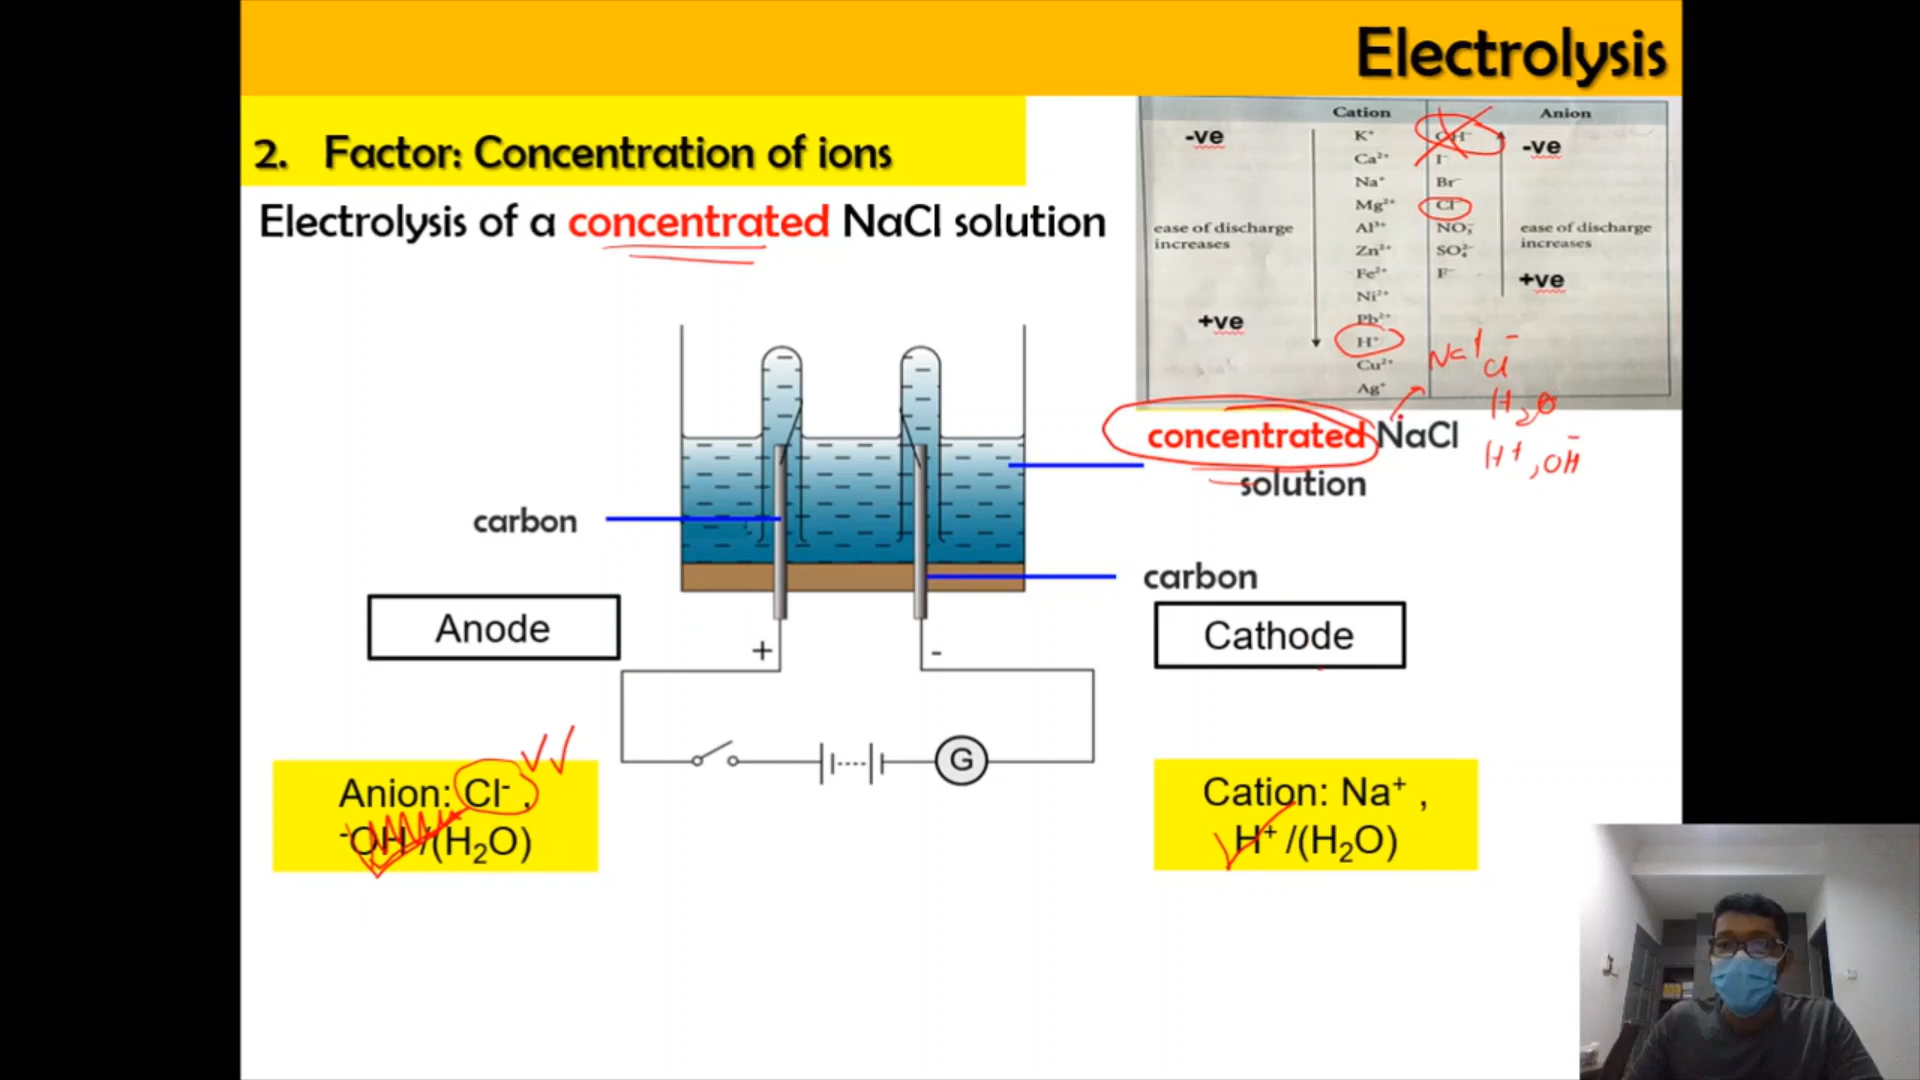 Electrolysis
2. Factor: Concentration of ions
Electrolysis of a concentrated NaCl solution
Cation
Anion
-ve
-ve
K⁺
OH⁻
Ca²⁺
I⁻
Na⁺
Br⁻
Mg²⁺
Cl⁻
ease of discharge
increases
Al³⁺
NO₃⁻
ease of discharge
increases
Zn²⁺
SO₄²⁻
Fe²⁺
F⁻
+ve
Ni²⁺
+ve
Pb²⁺
H⁺
Cu²⁺
Ag⁺
Na⁺ Cl⁻
H₂O
H⁺, OH⁻
concentrated NaCl
solution
carbon
carbon
Anode
Cathode
+
-
G
Anion: Cl⁻ ,
⁻OH /(H₂O)
Cation: Na⁺ ,
H⁺ /(H₂O)